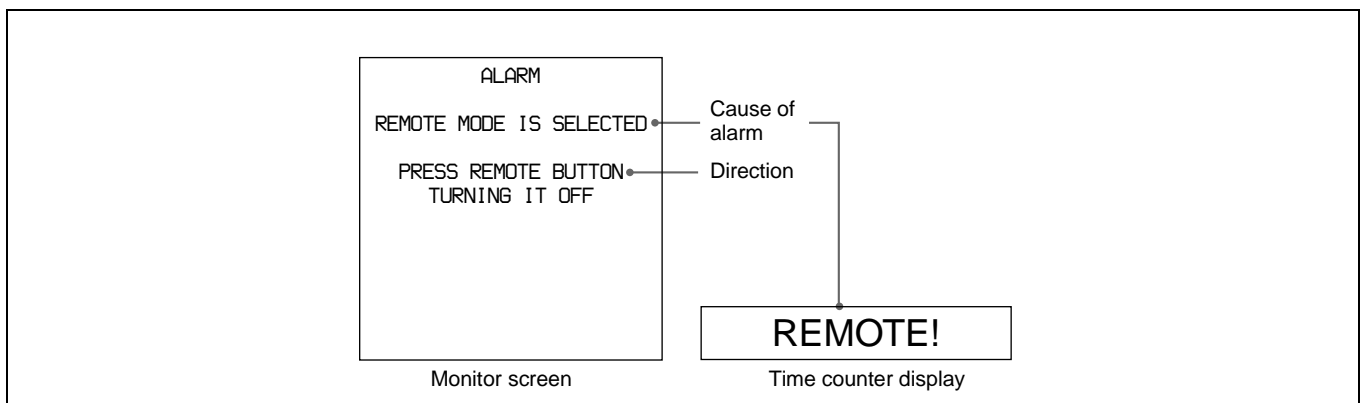 ALARM
REMOTE MODE IS SELECTED
PRESS REMOTE BUTTON
TURNING IT OFF
Cause of
alarm
Direction
REMOTE!
Monitor screen
Time counter display